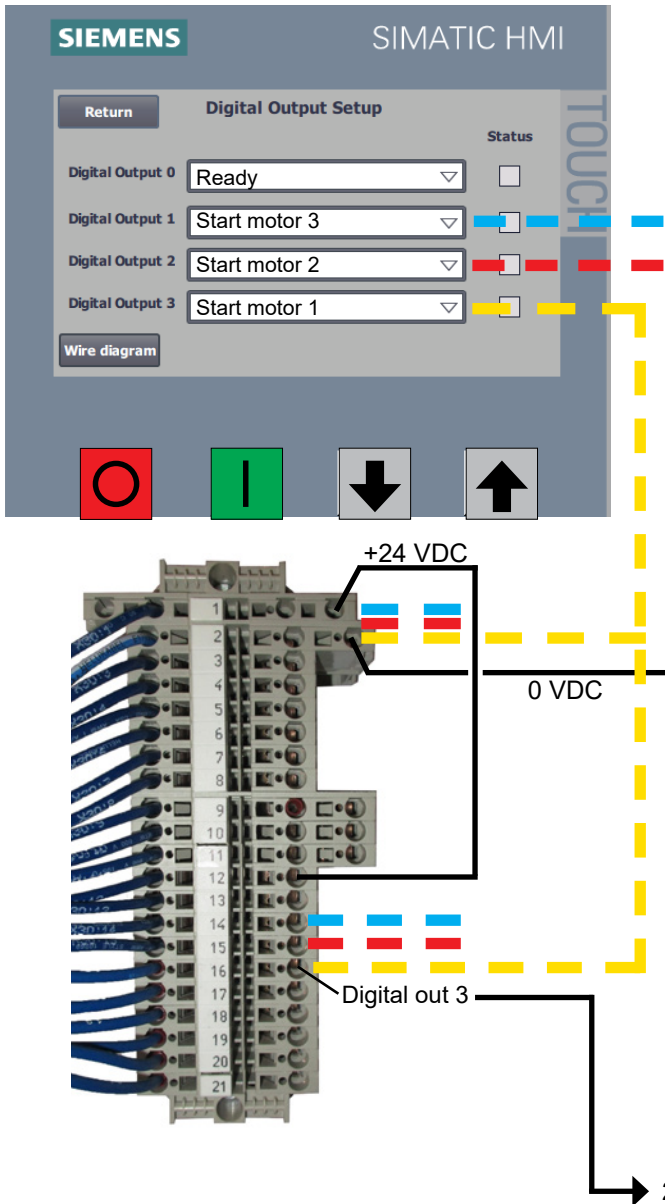 SIEMENS SIMATIC HMI
TOUCH
Return Digital Output Setup
Status
Digital Output 0 Ready
Digital Output 1 Start motor 3
Digital Output 2 Start motor 2
Digital Output 3 Start motor 1
Wire diagram
+24 VDC
1
2
0 VDC
3
4
5
6
7
8
9
10
11
12
13
14
15
16
Digital out 3
17
18
19
20
21